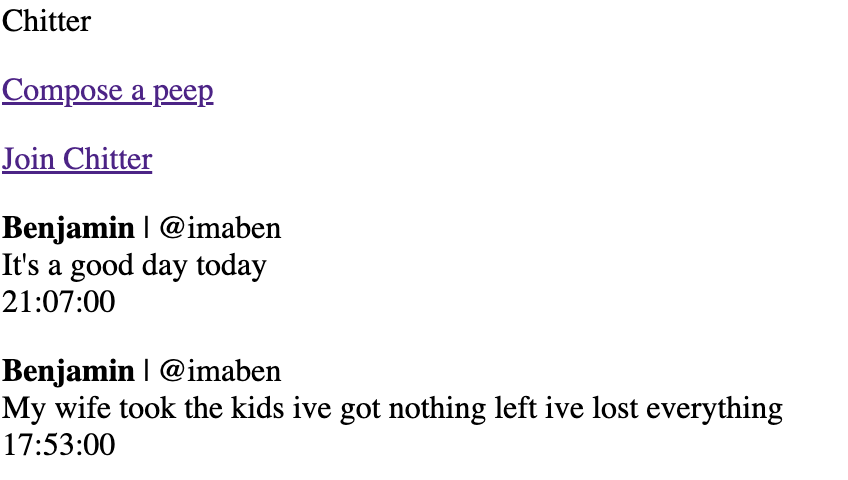 Chitter
Compose a peep
Join Chitter
Benjamin | @imaben
It's a good day today
21:07:00
Benjamin | @imaben
My wife took the kids ive got nothing left ive lost everything
17:53:00